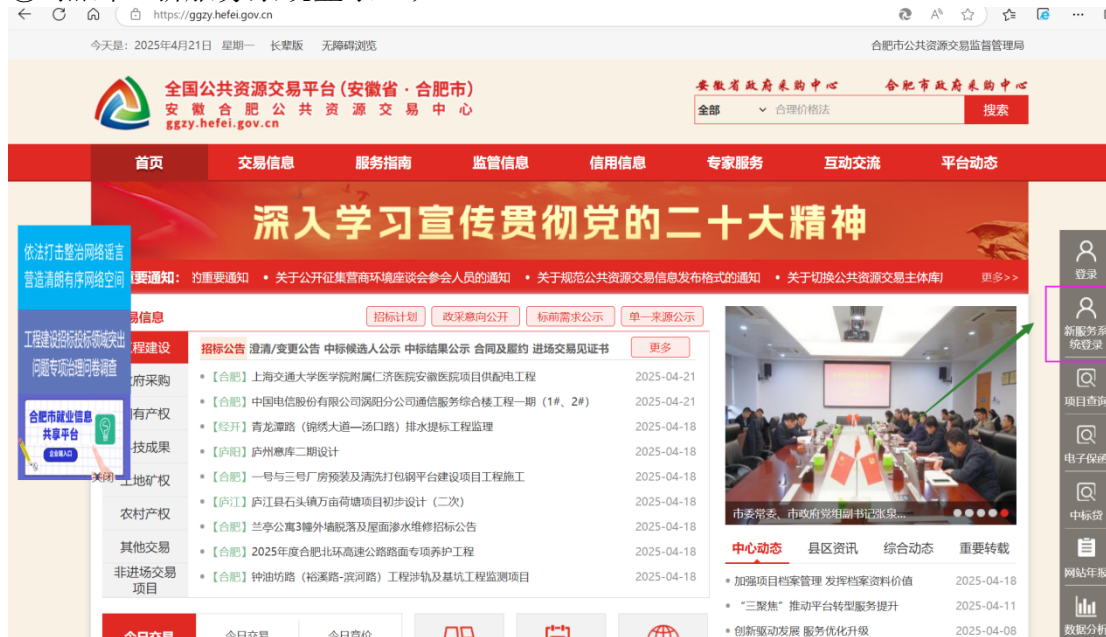 https://ggzy.hefei.gov.cn
今天是：2025年4月21日 星期一 长辈版 无障碍浏览
合肥市公共资源交易监督管理局
全国公共资源交易平台(安徽省·合肥市)
安徽合肥公共资源交易中心
ggzy.hefei.gov.cn
安徽省政府采购中心 合肥市政府采购中心
全部 合理价格法 搜索
首页 交易信息 服务指南 监管信息 信用信息 专家服务 互动交流 平台动态
深入学习宣传贯彻党的二十大精神
依法打击整治网络谣言
营造清朗有序网络空间
重要通知： 的重要通知 • 关于公开征集营商环境座谈会参会人员的通知 • 关于规范公共资源交易信息发布格式的通知 • 关于切换公共资源交易主体库 更多>>
易信息 招标计划 政采意向公开 标前需求公示 单一来源公示
工程建设招标投标领域突出
问题专项治理问卷调查
程建设 招标公告 澄清/变更公告 中标候选人公示 中标结果公示 合同及履约 进场交易见证书 更多
府采购
有产权
技成果
土地矿权
农村产权
其他交易
非进场交易
项目
•【合肥】上海交通大学医学院附属仁济医院安徽医院项目供配电工程 2025-04-21
•【合肥】中国电信股份有限公司涡阳分公司通信服务综合楼工程一期（1#、2#） 2025-04-21
•【经开】青龙潭路（锦绣大道—汤口路）排水提标工程监理 2025-04-18
•【庐阳】庐州意库二期设计 2025-04-18
•【合肥】一号与三号厂房预装及清洗打包钢平台建设项目工程施工 2025-04-18
•【庐江】庐江县石头镇万亩荷塘项目初步设计（二次） 2025-04-18
•【合肥】兰亭公寓3幢外墙脱落及屋面渗水维修招标公告 2025-04-18
•【合肥】2025年度合肥北环高速公路路面专项养护工程 2025-04-18
•【合肥】钟油坊路（裕溪路-滨河路）工程涉轨及基坑工程监测项目 2025-04-18
合肥市就业信息
共享平台
企业端入口
关闭
市委常委、市政府党组副书记张泉...
中心动态 县区资讯 综合动态 重要转载
• 加强项目档案管理 发挥档案资料价值 2025-04-18
• “三聚焦”推动平台转型服务提升 2025-04-11
• 创新驱动发展 服务优化升级 2025-04-08
今日交易 今日交易 今日竞价
登录
新服务系
统登录
项目查询
电子保函
中标贷
网站年报
数据分析